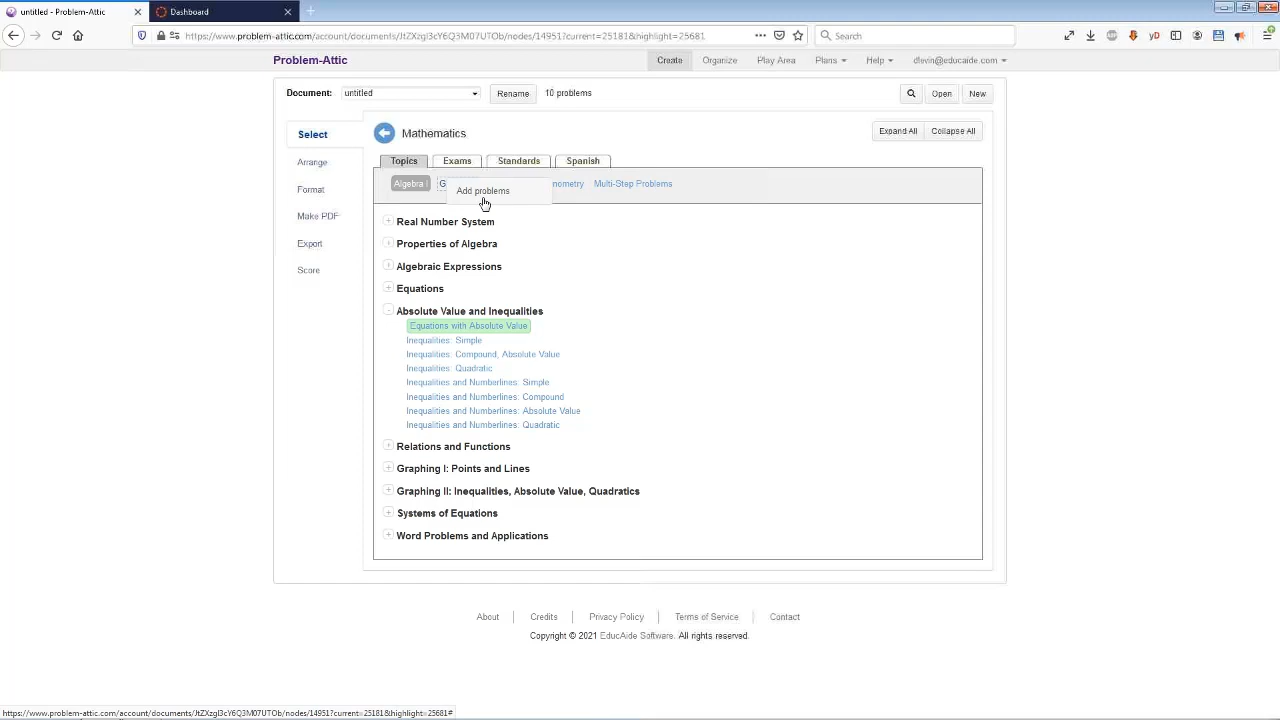 untitled - Problem-Attic
Dashboard
https://www.problem-attic.com/account/documents/JtZXzgI3cY6Q3M7UTOb/nodes/14951?current=25181&highlight=25681
Search
Problem-Attic
Create
Organize
Play Area
Plans
Help
dlevin@educaide.com
Document:
untitled
Rename
10 problems
Open
New
Select
Arrange
Format
Make PDF
Export
Score
Mathematics
Expand All
Collapse All
Topics
Exams
Standards
Spanish
Algebra I
G
Add problems
nometry
Multi-Step Problems
Real Number System
Properties of Algebra
Algebraic Expressions
Equations
Absolute Value and Inequalities
Equations with Absolute Value
Inequalities: Simple
Inequalities: Compound, Absolute Value
Inequalities: Quadratic
Inequalities and Numberlines: Simple
Inequalities and Numberlines: Compound
Inequalities and Numberlines: Absolute Value
Inequalities and Numberlines: Quadratic
Relations and Functions
Graphing I: Points and Lines
Graphing II: Inequalities, Absolute Value, Quadratics
Systems of Equations
Word Problems and Applications
About
Credits
Privacy Policy
Terms of Service
Contact
Copyright © 2021 EducAide Software. All rights reserved.
https://www.problem-attic.com/account/documents/JtZXzgI3cY6Q3M7UTOb/nodes/14951?current=25181&highlight=25681#